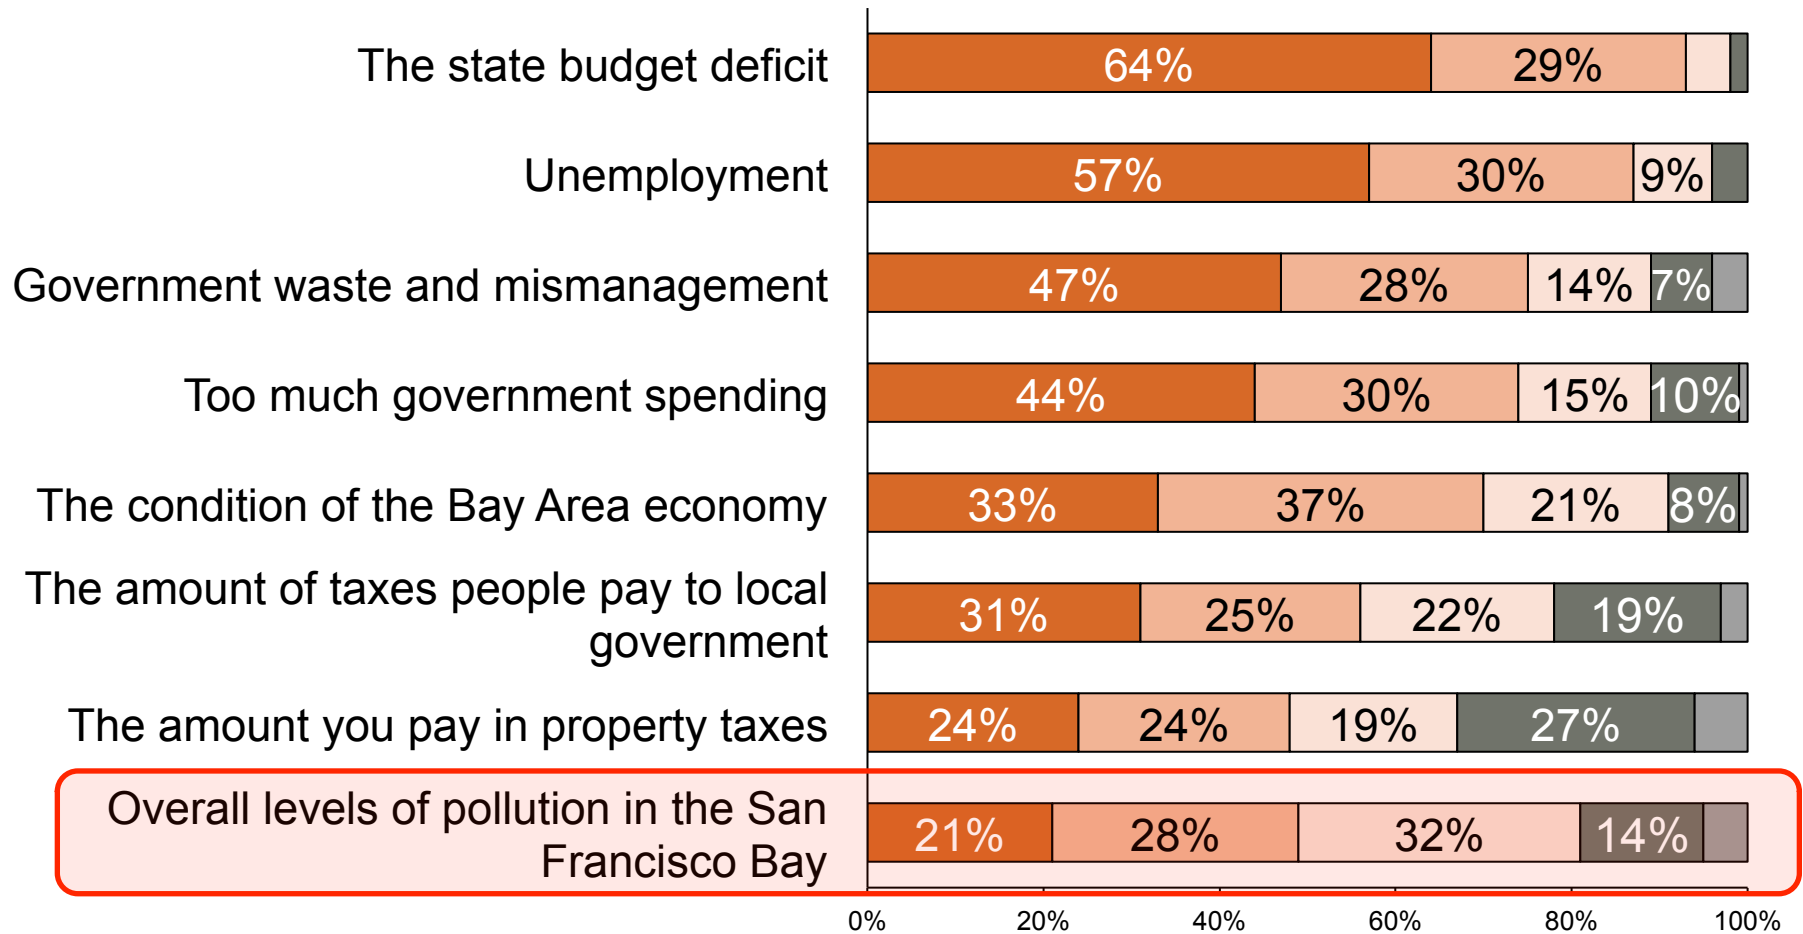 The state budget deficit
64% 29%
Unemployment
57% 30% 9%
Government waste and mismanagement
47% 28% 14% 7%
Too much government spending
44% 30% 15% 10%
The condition of the Bay Area economy
33% 37% 21% 8%
The amount of taxes people pay to local
government
31% 25% 22% 19%
The amount you pay in property taxes
24% 24% 19% 27%
Overall levels of pollution in the San
Francisco Bay
21% 28% 32% 14%
0% 20% 40% 60% 80% 100%